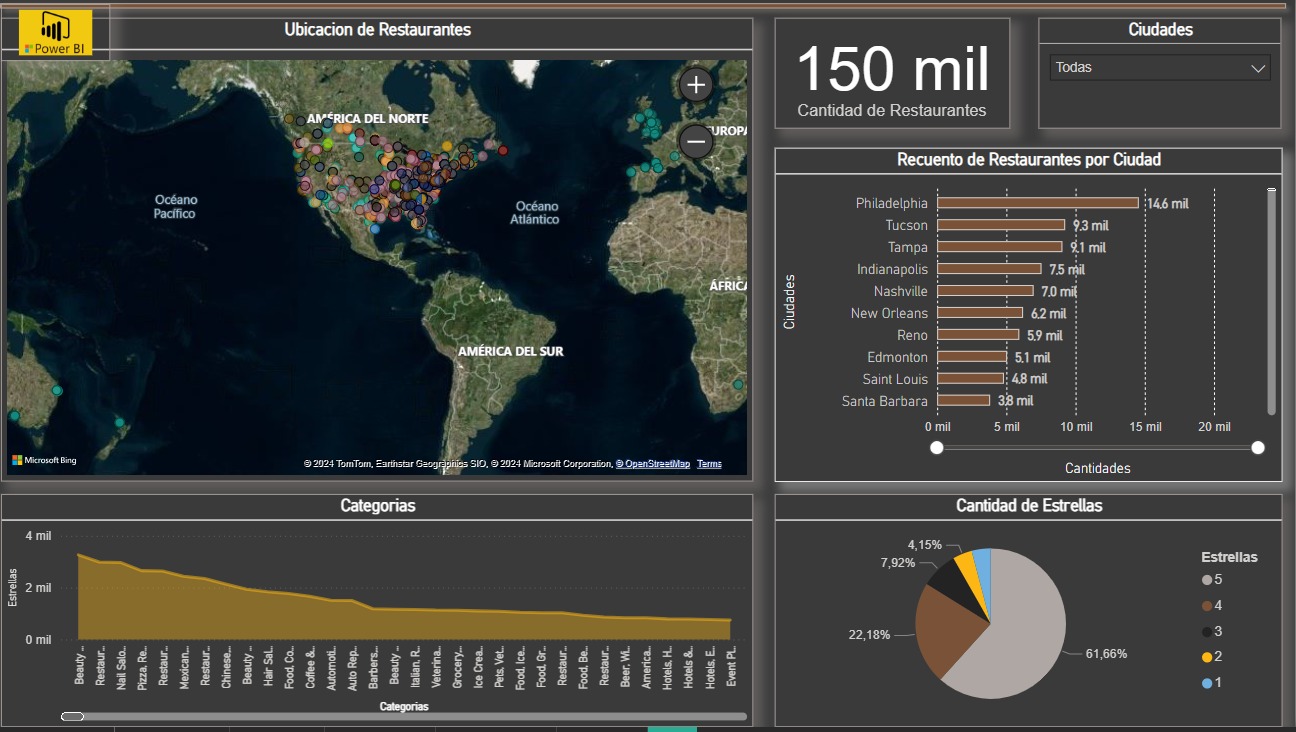 Power BI
Ubicacion de Restaurantes
AMÉRICA DEL NORTE
EUROPA
Océano
Pacífico
Océano
Atlántico
ÁFRICA
AMÉRICA DEL SUR
Microsoft Bing
© 2024 TomTom, Earthstar Geographics SIO, © 2024 Microsoft Corporation, © OpenStreetMap Terms
150 mil
Cantidad de Restaurantes
Ciudades
Todas
Recuento de Restaurantes por Ciudad
Ciudades
Philadelphia 14.6 mil
Tucson 9.3 mil
Tampa 9.1 mil
Indianapolis 7.5 mil
Nashville 7.0 mil
New Orleans 6.2 mil
Reno 5.9 mil
Edmonton 5.1 mil
Saint Louis 4.8 mil
Santa Barbara 3.8 mil
0 mil 5 mil 10 mil 15 mil 20 mil
Cantidades
Categorias
Estrellas
4 mil
2 mil
0 mil
Beauty ...
Restaur...
Nail Salo...
Pizza, Re...
Restaur...
Mexican...
Restaur...
Chinese...
Beauty ...
Hair Sal...
Food, Co...
Coffee &...
Automoti...
Auto Rep...
Barbers...
Beauty ...
Italian, R...
Veterina...
Grocery...
Ice Crea...
Pets, Vet...
Food, Ice...
Food, Gr...
Restaur...
Food, Be...
Restaur...
Beer, Wi...
America...
Hotels, H...
Hotels &...
Hotels, E...
Event Pl...
Categorias
Cantidad de Estrellas
4,15%
7,92%
22,18%
61,66%
Estrellas
5
4
3
2
1